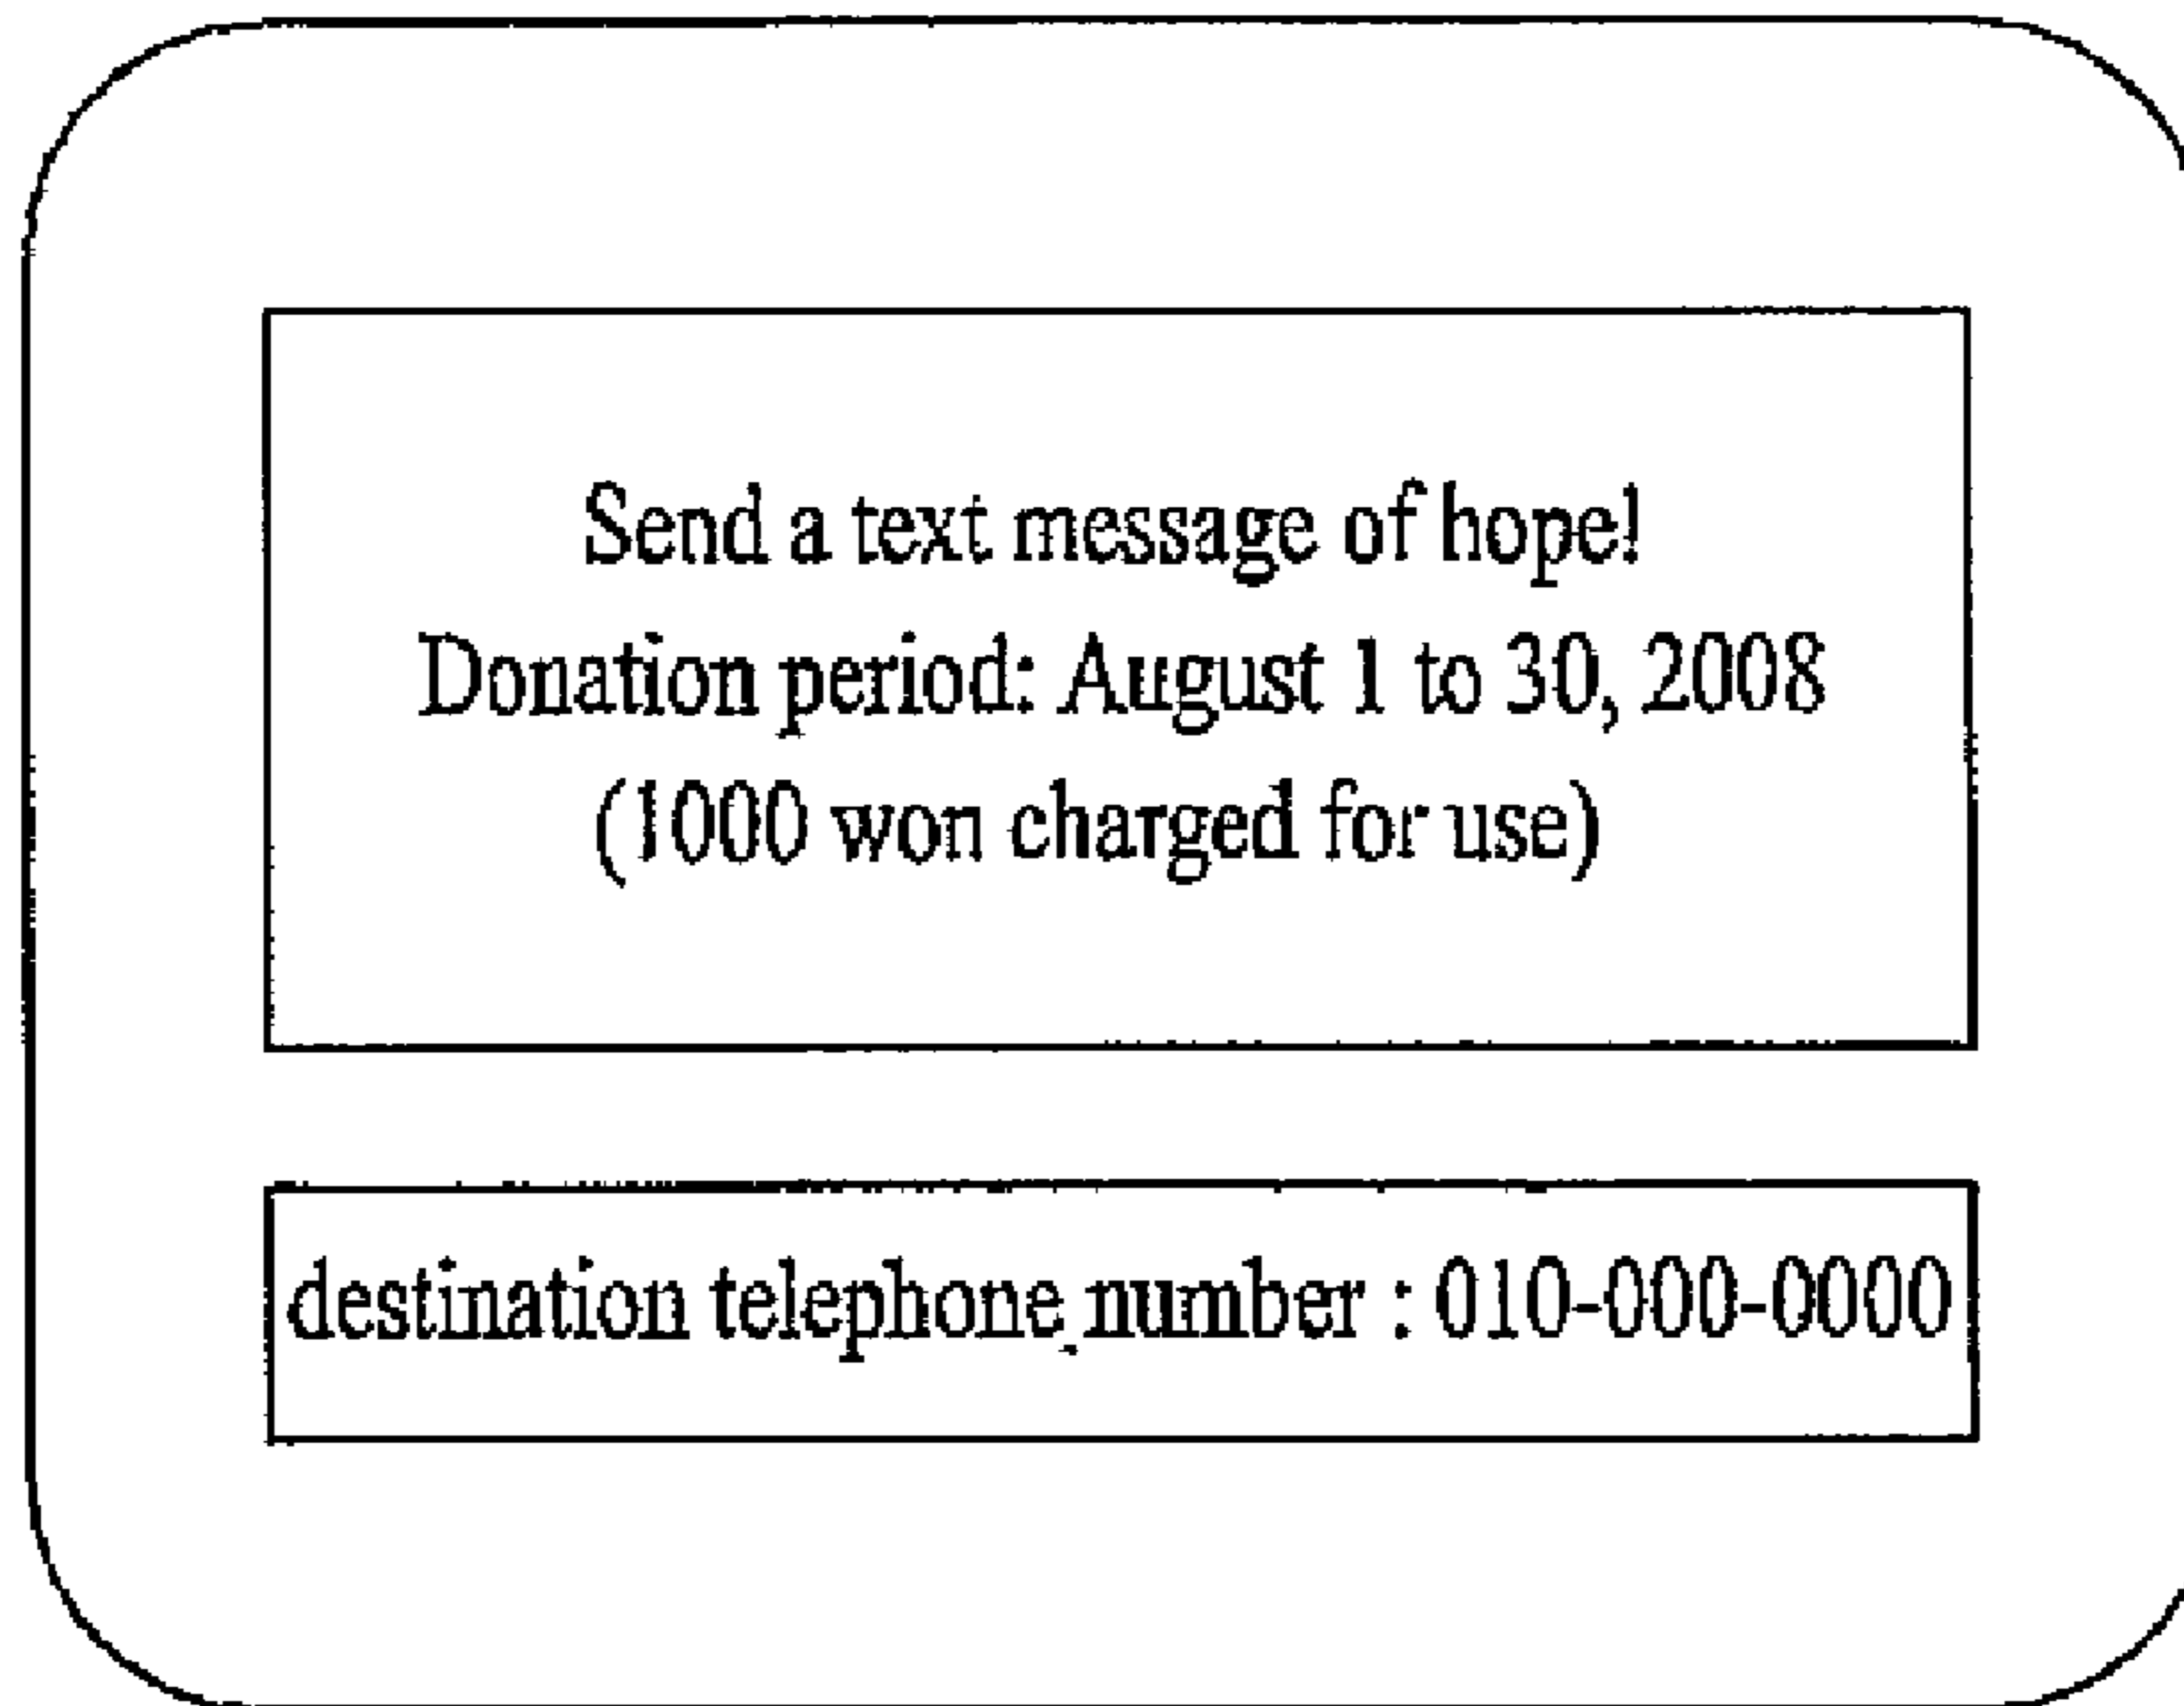 Send a text message of hope!
Donation period: August 1 to 30, 2008
(1000 won charged for use)
destination telephone number : 010-000-0000